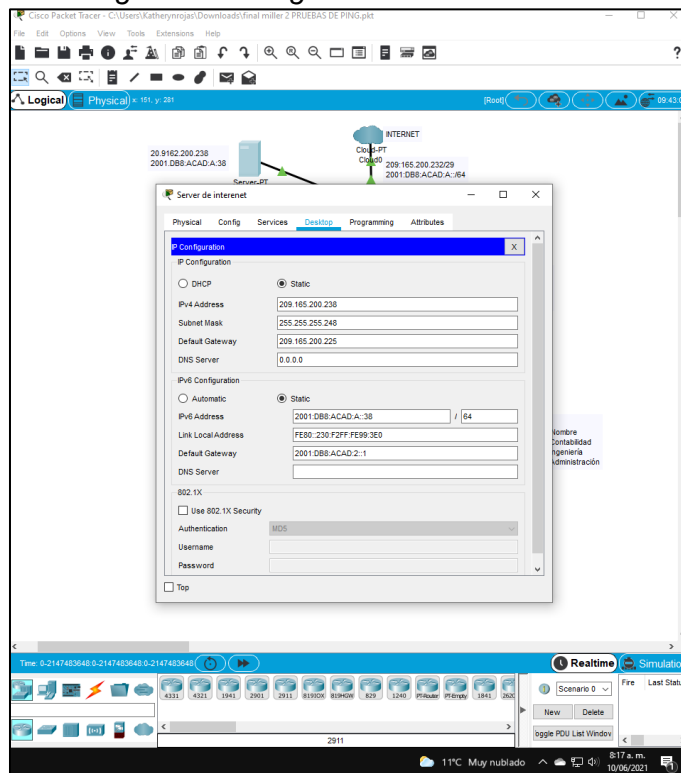 Cisco Packet Tracer - C:\Users\Katherynrojas\Downloads\final miller 2 PRUEBAS DE PING.pkt
File Edit Options View Tools Extensions Help
?
Logical Physical x: 151, y: 281 [Root] 09:43:0
INTERNET
Cloud-PT
Cloud0
20.9162.200.238
2001.DB8:ACAD:A:38
209:165.200.232/29
2001:DB8:ACAD:A::/64
Server-PT
Server de interenet
Physical Config Services Desktop Programming Attributes
IP Configuration X
IP Configuration
DHCP Static
IPv4 Address 209.165.200.238
Subnet Mask 255.255.255.248
Default Gateway 209.165.200.225
DNS Server 0.0.0.0
IPv6 Configuration
Automatic Static
IPv6 Address 2001:DB8:ACAD:A::38 / 64
Link Local Address FE80::230:F2FF:FE99:3E0
Default Gateway 2001:DB8:ACAD:2::1
DNS Server
802.1X
Use 802.1X Security
Authentication MD5
Username
Password
Top
Nombre
Contabilidad
ngeniería
Administración
Time: 0-2147483648:0-2147483648:0-2147483648 Realtime Simulatio
4331 4321 1941 2901 2911 819IOX 819HGW 829 1240 PT-Router PT-Empty 1841 2620
2911
Scenario 0
New Delete
oggle PDU List Window
Fire Last Statu
11°C Muy nublado
8:17 a. m.
10/06/2021